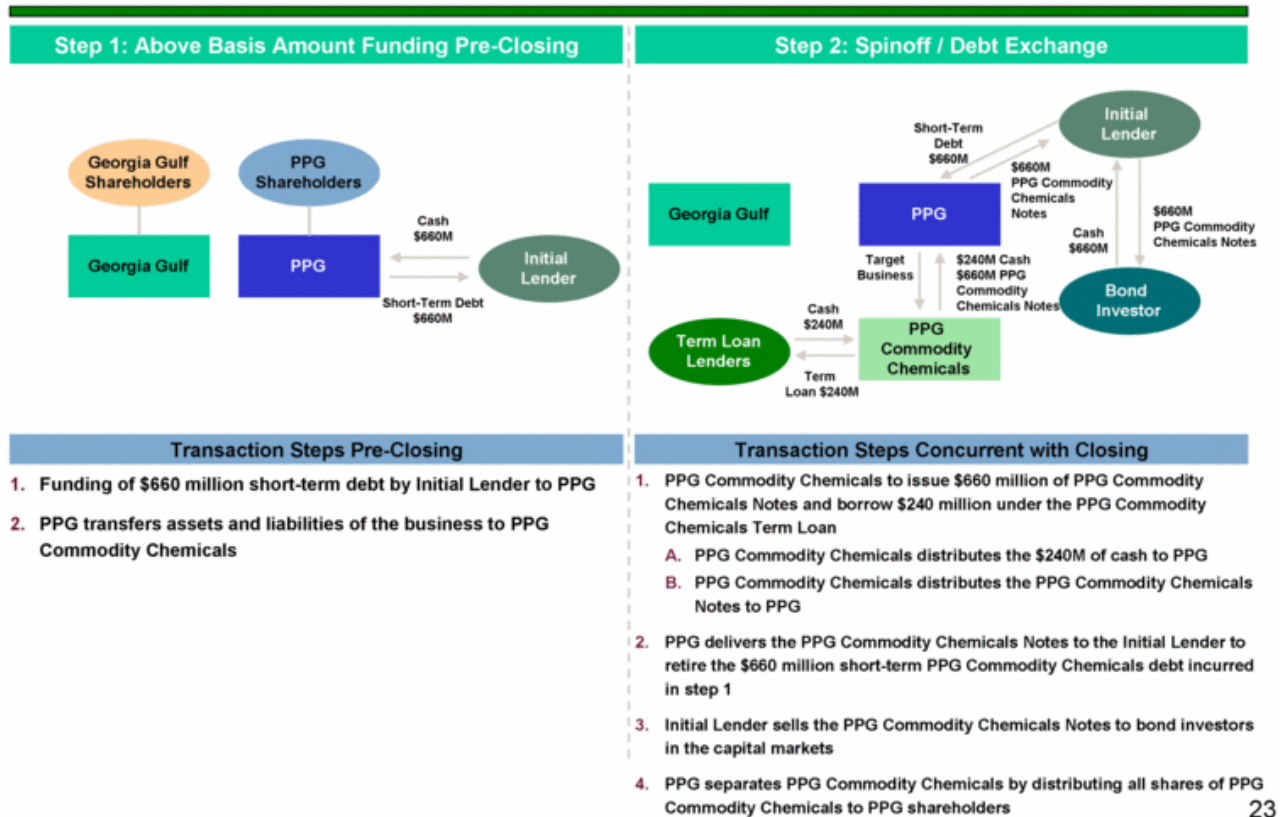 Step 1: Above Basis Amount Funding Pre-Closing
Georgia Gulf
Shareholders
PPG
Shareholders
Georgia Gulf
PPG
Cash
$660M
Short-Term Debt
$660M
Initial
Lender
Step 2: Spinoff / Debt Exchange
Initial
Lender
Short-Term
Debt
$660M
$660M
PPG Commodity
Chemicals
Notes
Georgia Gulf
PPG
Cash
$660M
$660M
PPG Commodity
Chemicals Notes
Target
Business
$240M Cash
$660M PPG
Commodity
Chemicals Notes
Bond
Investor
Term Loan
Lenders
Cash
$240M
Term
Loan $240M
PPG
Commodity
Chemicals
Transaction Steps Pre-Closing
1. Funding of $660 million short-term debt by Initial Lender to PPG
2. PPG transfers assets and liabilities of the business to PPG
Commodity Chemicals
Transaction Steps Concurrent with Closing
1. PPG Commodity Chemicals to issue $660 million of PPG Commodity
Chemicals Notes and borrow $240 million under the PPG Commodity
Chemicals Term Loan
A. PPG Commodity Chemicals distributes the $240M of cash to PPG
B. PPG Commodity Chemicals distributes the PPG Commodity Chemicals
Notes to PPG
2. PPG delivers the PPG Commodity Chemicals Notes to the Initial Lender to
retire the $660 million short-term PPG Commodity Chemicals debt incurred
in step 1
3. Initial Lender sells the PPG Commodity Chemicals Notes to bond investors
in the capital markets
4. PPG separates PPG Commodity Chemicals by distributing all shares of PPG
Commodity Chemicals to PPG shareholders
23